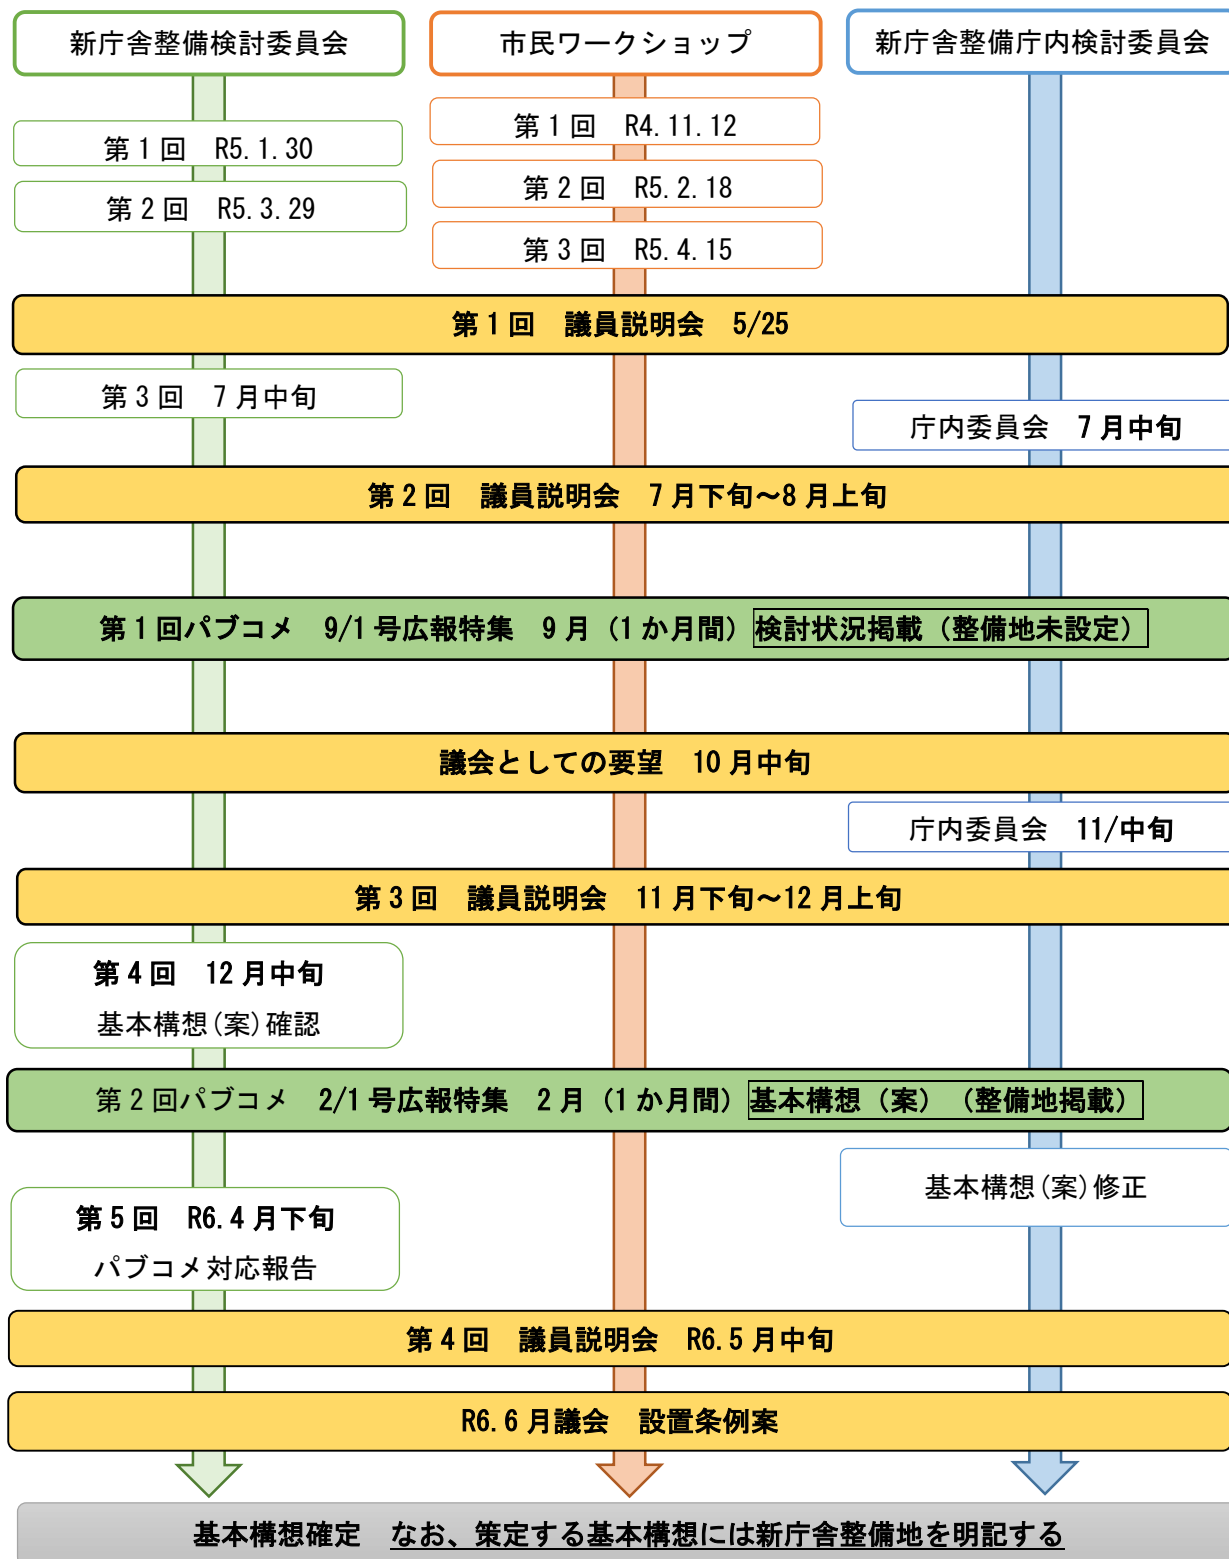 新庁舎整備検討委員会
市民ワークショップ
新庁舎整備庁内検討委員会
第1回　R4.11.12
第1回　R5.1.30
第2回　R5.2.18
第2回　R5.3.29
第3回　R5.4.15
第1回　議員説明会　5/25
第3回　7月中旬
庁内委員会　7月中旬
第2回　議員説明会　7月下旬～8月上旬
第1回パブコメ　9/1号広報特集　9月（1か月間）検討状況掲載（整備地未設定）
議会としての要望　10月中旬
庁内委員会　11/中旬
第3回　議員説明会　11月下旬～12月上旬
第4回　12月中旬
基本構想(案)確認
第2回パブコメ　2/1号広報特集　2月（1か月間）基本構想（案）（整備地掲載）
基本構想(案)修正
第5回　R6.4月下旬
パブコメ対応報告
第4回　議員説明会　R6.5月中旬
R6.6月議会　設置条例案
基本構想確定　なお、策定する基本構想には新庁舎整備地を明記する